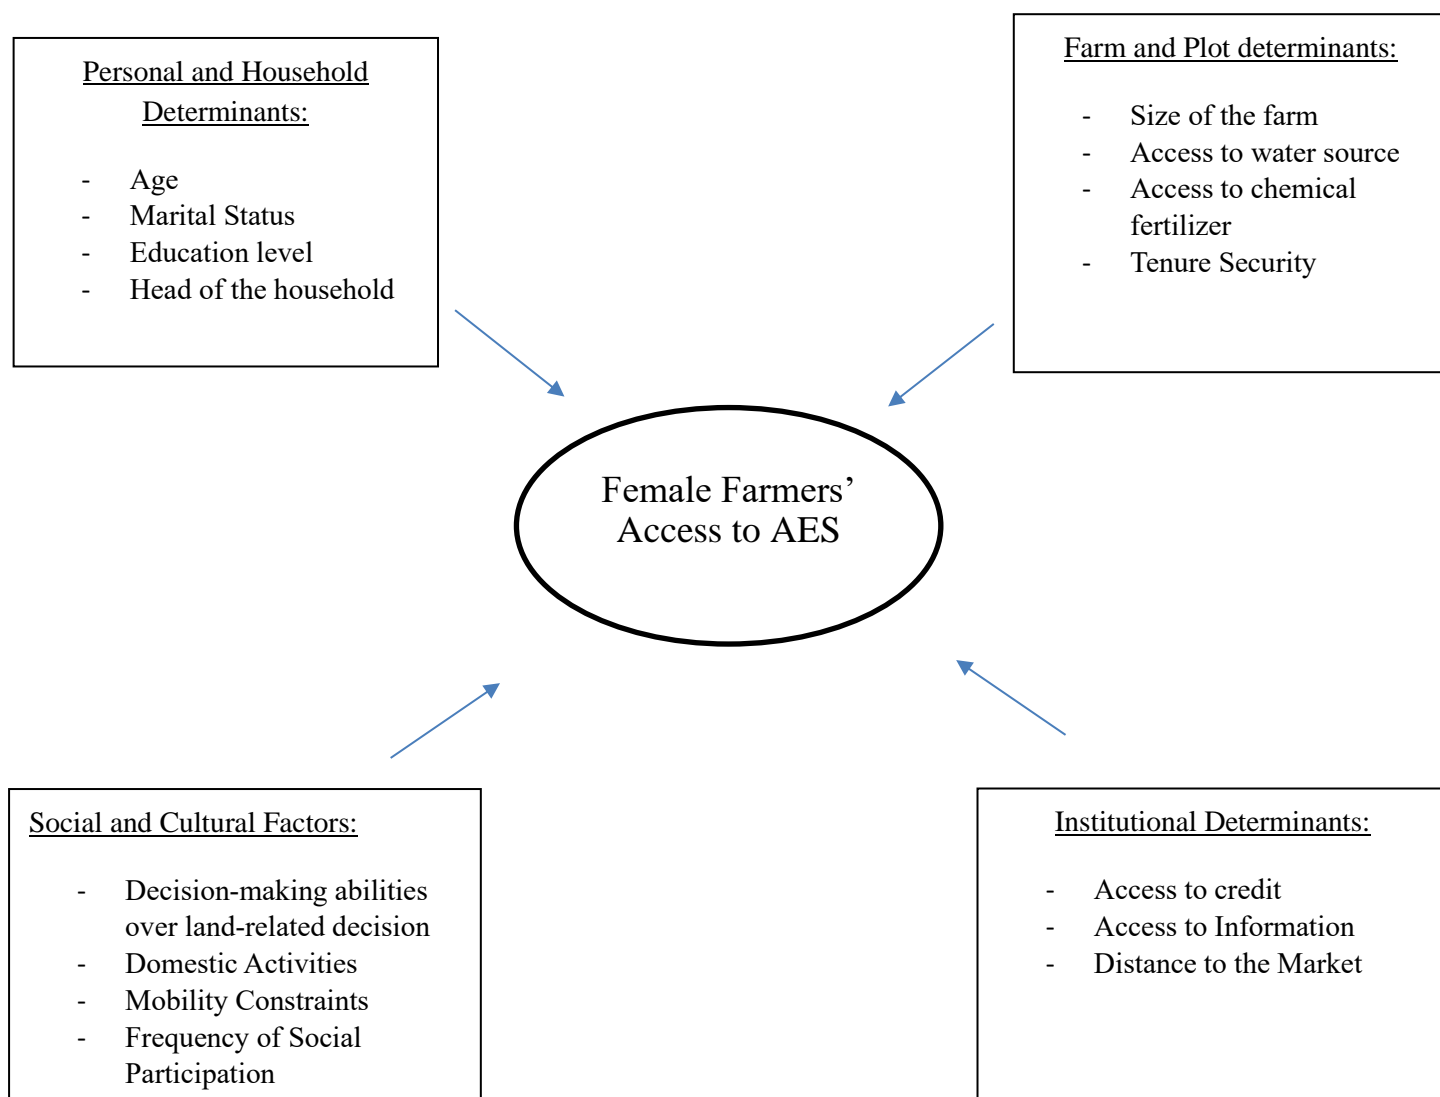 Personal and Household
Determinants:
- Age
- Marital Status
- Education level
- Head of the household
Farm and Plot determinants:
- Size of the farm
- Access to water source
- Access to chemical
fertilizer
- Tenure Security
Female Farmers’
Access to AES
Social and Cultural Factors:
- Decision-making abilities
over land-related decision
- Domestic Activities
- Mobility Constraints
- Frequency of Social
Participation
Institutional Determinants:
- Access to credit
- Access to Information
- Distance to the Market